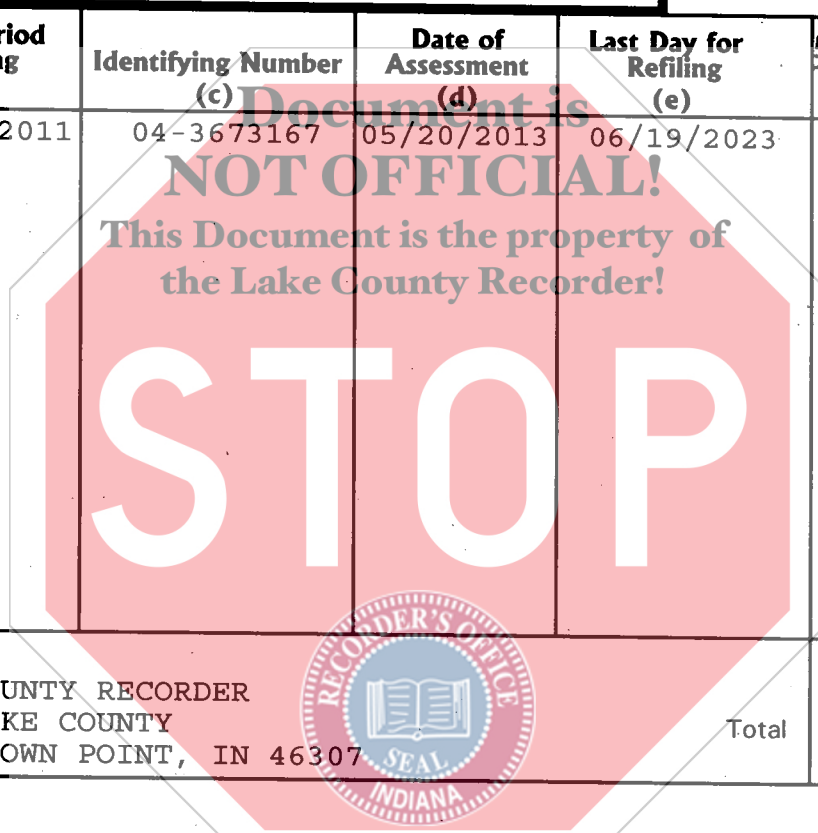 riod
ng
Identifying Number
(c)
Date of
Assessment
(d)
Last Day for
Refiling
(e)
2011 04-3673167 05/20/2013 06/19/2023
Document is
NOT OFFICIAL!
This Document is the property of
the Lake County Recorder!
STOP
UNTY RECORDER
KE COUNTY
OWN POINT, IN 46307
Total
RECORDER'S OFFICE
SEAL
INDIANA